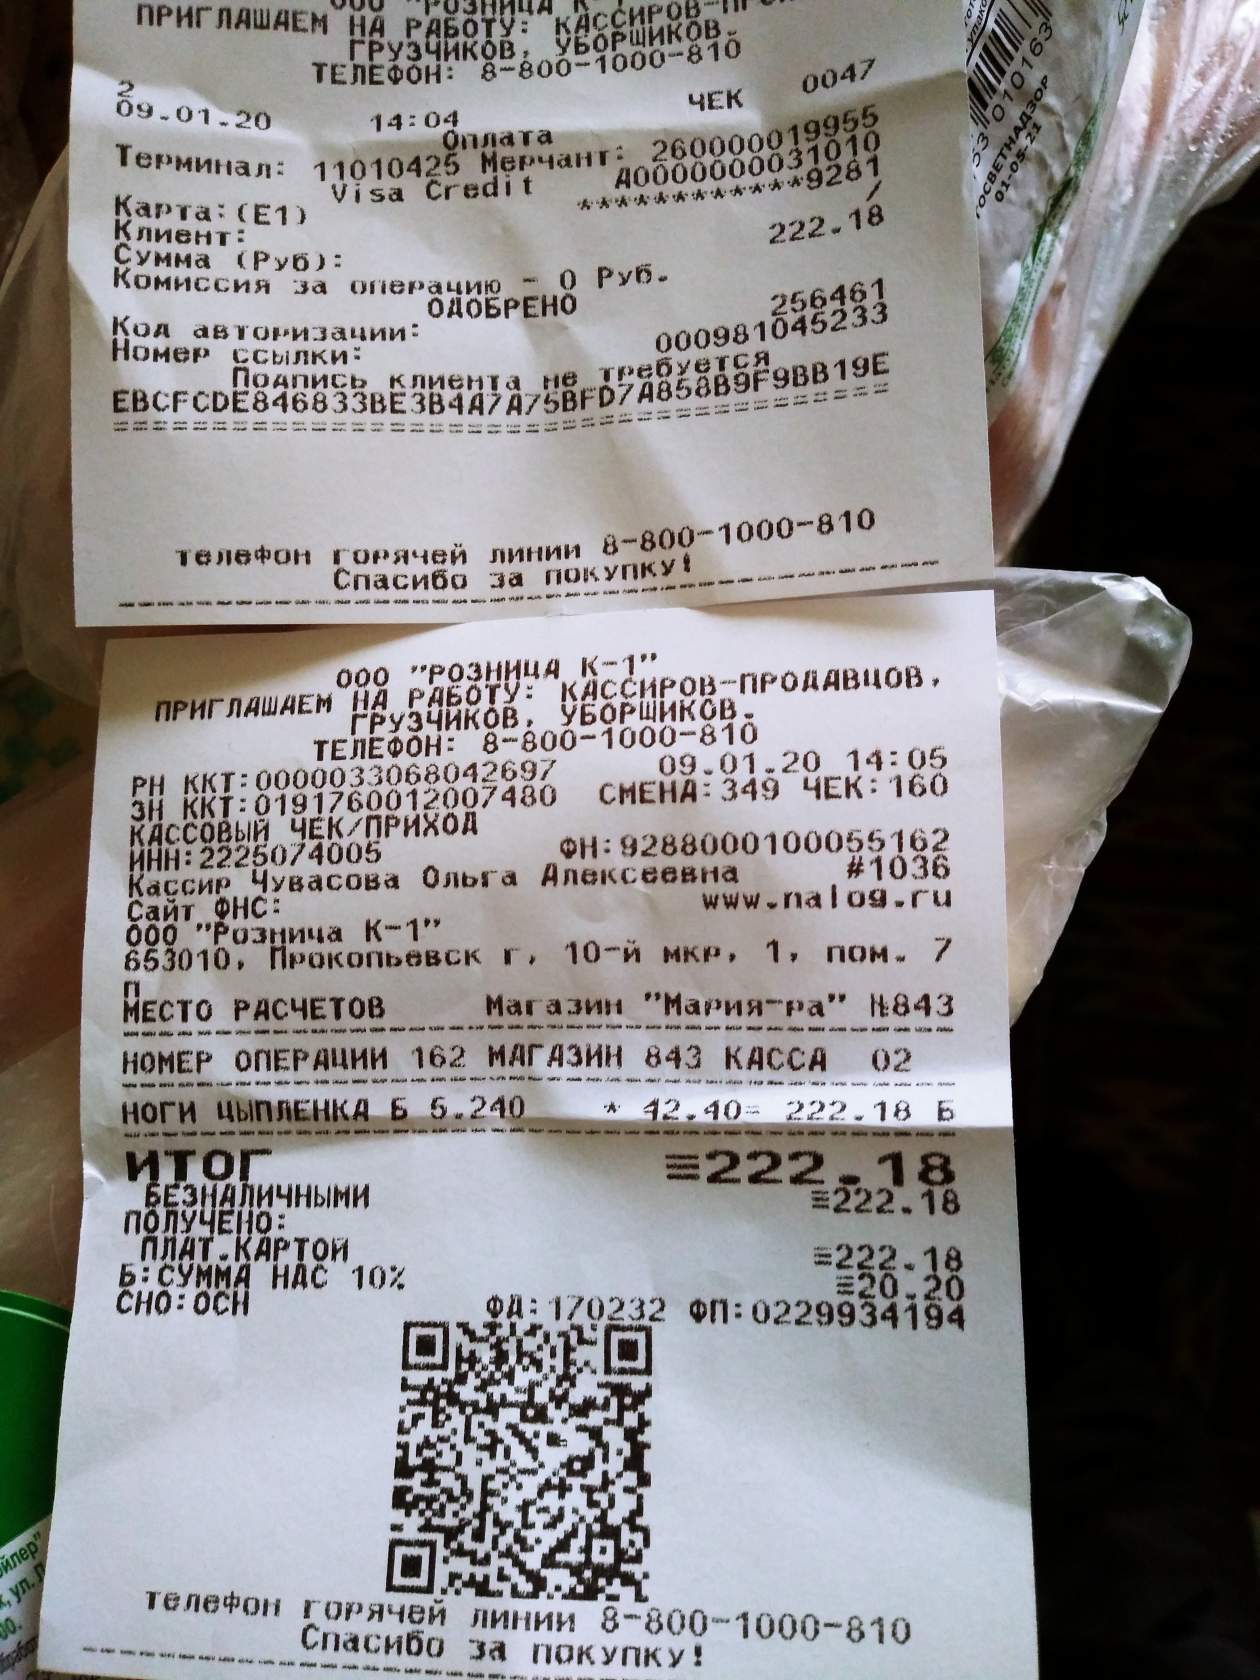 ООО "РОЗНИЦА К-1"
ПРИГЛАШАЕМ НА РАБОТУ: КАССИРОВ-
ГРУЗЧИКОВ, УБОРЩИКОВ.
ТЕЛЕФОН: 8-800-1000-810
2
09.01.20 14:04 ЧЕК 0047
Оплата
Терминал: 11010425 Мерчант: 260000019955
Visa Credit A0000000031010
Карта:(E1) ************9281
Клиент: /
Сумма (Руб): 222.18
Комиссия за операцию - 0 Руб.
ОДОБРЕНО
Код авторизации: 256461
Номер ссылки: 000981045233
Подпись клиента не требуется
EBCFCDE846833BE3B4A7A75BFD7A858B9F9BB19E
================================
телефон горячей линии 8-800-1000-810
Спасибо за покупку!
ООО "РОЗНИЦА К-1"
ПРИГЛАШАЕМ НА РАБОТУ: КАССИРОВ-ПРОДАВЦОВ,
ГРУЗЧИКОВ, УБОРЩИКОВ.
ТЕЛЕФОН: 8-800-1000-810
РН ККТ:0000033068042697 09.01.20 14:05
ЗН ККТ:0191760012007480 СМЕНА:349 ЧЕК:160
КАССОВЫЙ ЧЕК/ПРИХОД
ИНН:2225074005 ФН:9288000100055162
Кассир Чувасова Ольга Алексеевна #1036
Сайт ФНС: www.nalog.ru
ООО "Розница К-1"
653010, Прокопьевск г, 10-й мкр, 1, пом. 7
п
МЕСТО РАСЧЕТОВ Магазин "Мария-ра" №843
НОМЕР ОПЕРАЦИИ 162 МАГАЗИН 843 КАССА 02
НОГИ ЦЫПЛЕНКА Б 5.240 * 42.40= 222.18 Б
ИТОГ ≡222.18
БЕЗНАЛИЧНЫМИ ≡222.18
ПОЛУЧЕНО:
ПЛАТ.КАРТОЙ ≡222.18
Б:СУММА НДС 10% ≡20.20
СНО:ОСН ФД:170232 ФП:0229934194
телефон горячей линии 8-800-1000-810
Спасибо за покупку!
010163
ГОСВЕТНАДЗОР
01-05-21